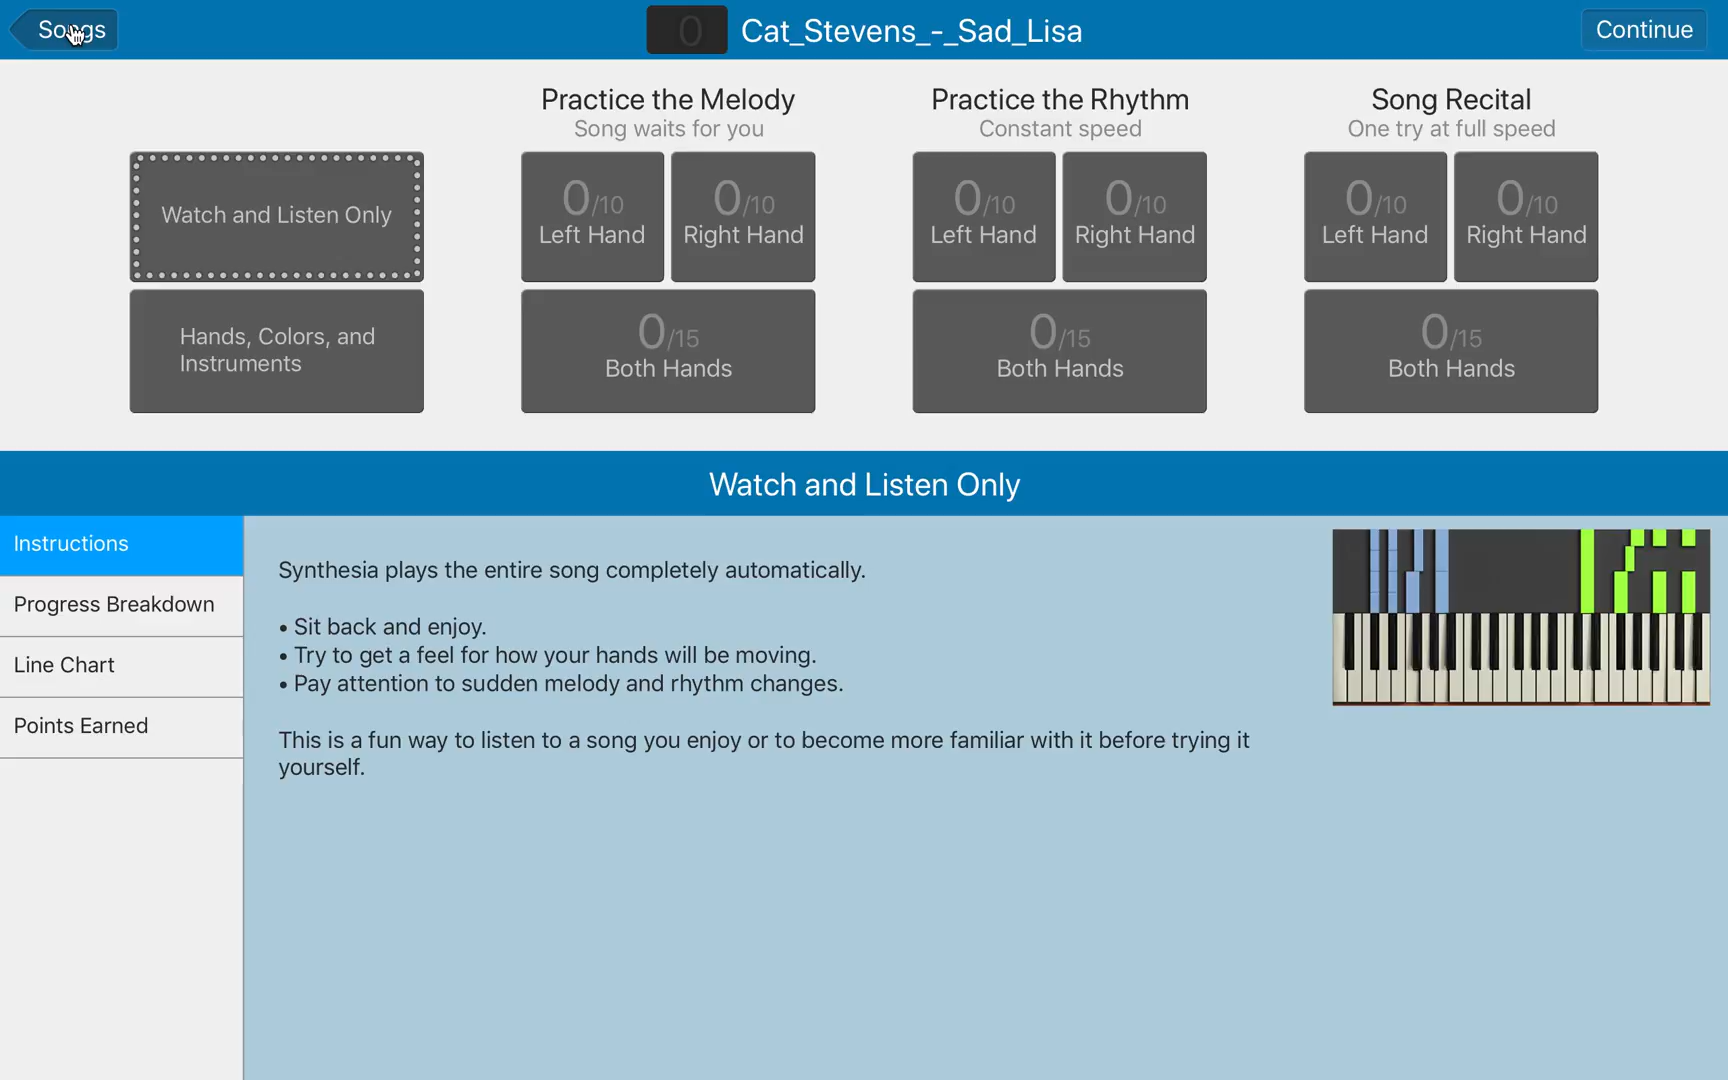 Songs
0
Cat_Stevens_-_Sad_Lisa
Continue
Practice the Melody
Song waits for you
Practice the Rhythm
Constant speed
Song Recital
One try at full speed
Watch and Listen Only
0/10
Left Hand
0/10
Right Hand
0/10
Left Hand
0/10
Right Hand
0/10
Left Hand
0/10
Right Hand
Hands, Colors, and
Instruments
0/15
Both Hands
0/15
Both Hands
0/15
Both Hands
Watch and Listen Only
Instructions
Progress Breakdown
Line Chart
Points Earned
Synthesia plays the entire song completely automatically.
• Sit back and enjoy.
• Try to get a feel for how your hands will be moving.
• Pay attention to sudden melody and rhythm changes.
This is a fun way to listen to a song you enjoy or to become more familiar with it before trying it
yourself.